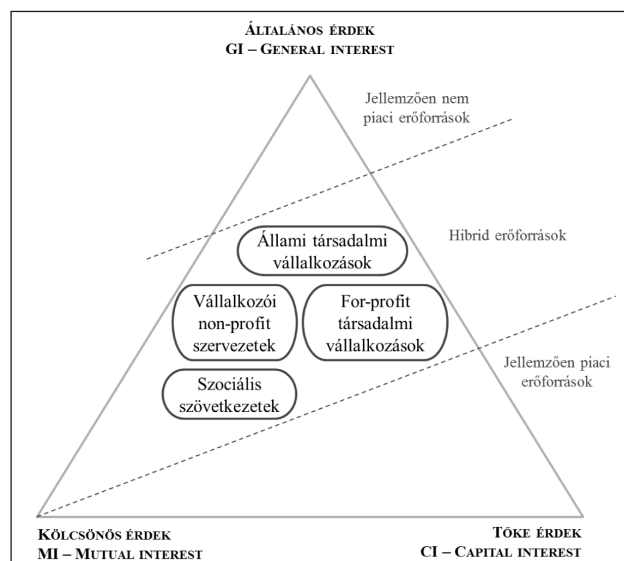 ÁLTALÁNOS ÉRDEK
GI – GENERAL INTEREST
Jellemzően nem
piaci erőforrások
Hibrid erőforrások
Állami társadalmi
vállalkozások
Vállalkozói
non-profit
szervezetek
For-profit
társadalmi
vállalkozások
Jellemzően piaci
erőforrások
Szociális
szövetkezetek
KÖLCSÖNÖS ÉRDEK
MI – MUTUAL INTEREST
TŐKE ÉRDEK
CI – CAPITAL INTEREST